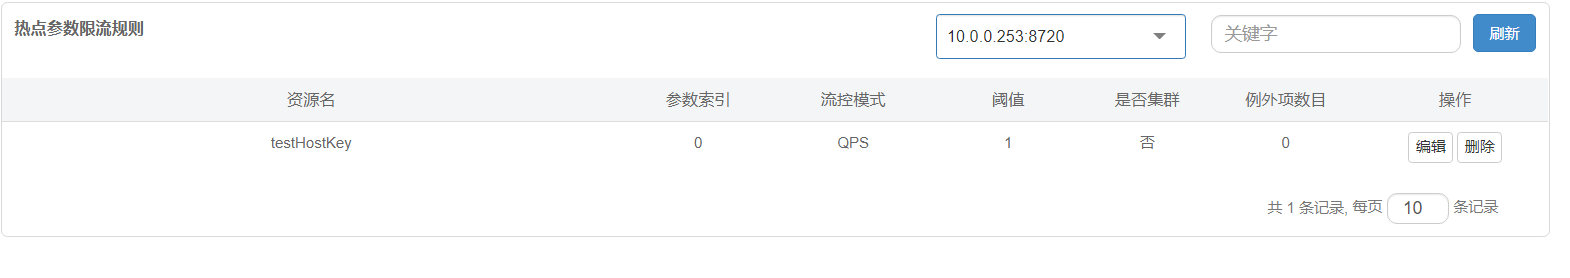 热点参数限流规则 10.0.0.253:8720 关键字 刷新
资源名 参数索引 流控模式 阈值 是否集群 例外项数目 操作
testHostKey 0 QPS 1 否 0 编辑 删除
共 1 条记录, 每页 10 条记录